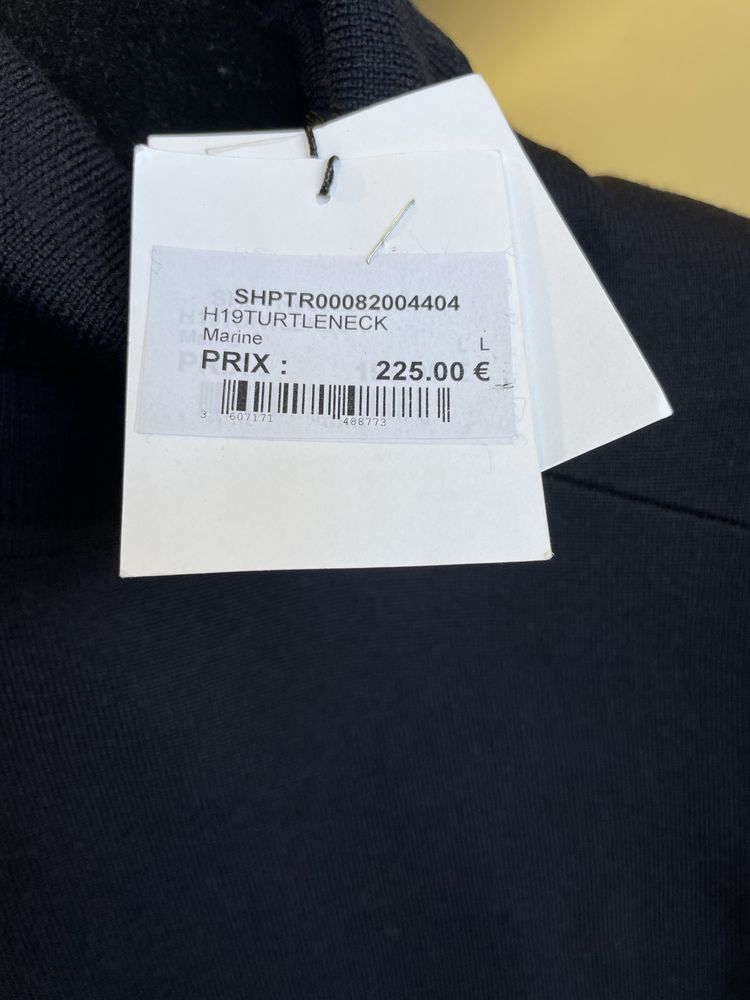 SHPTR00082004404
H19TURTLENECK
Marine L
PRIX : 225.00 €
3 607171 488773